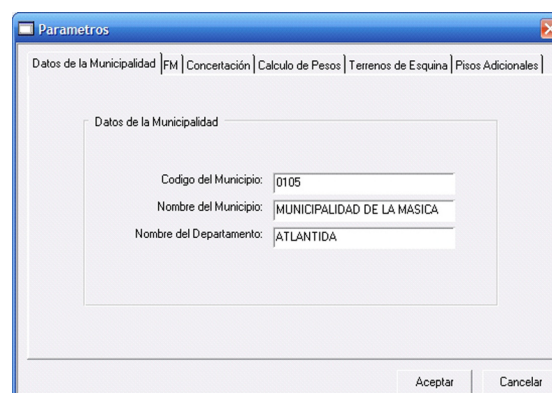 Parametros
Datos de la Municipalidad FM Concertación Calculo de Pesos Terrenos de Esquina Pisos Adicionales
Datos de la Municipalidad
Codigo del Municipio: 0105
Nombre del Municipio: MUNICIPALIDAD DE LA MASICA
Nombre del Departamento: ATLANTIDA
Aceptar Cancelar